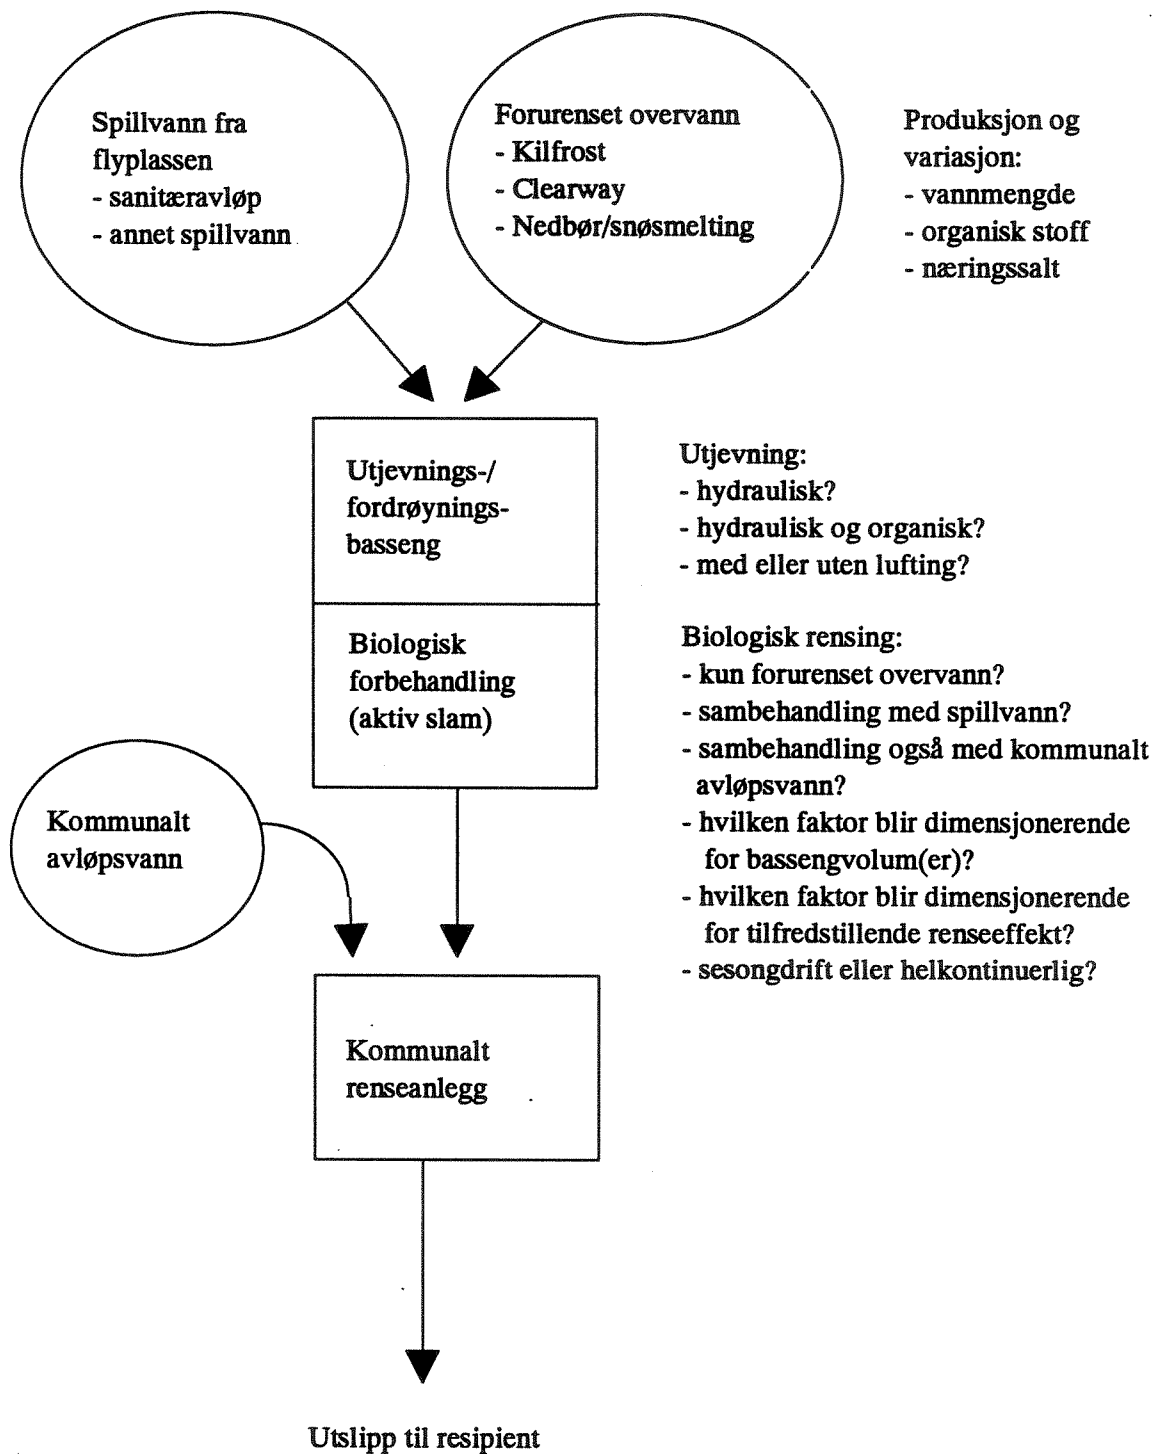 Spillvann fra
flyplassen
- sanitæravløp
- annet spillvann
Forurenset overvann
- Kilfrost
- Clearway
- Nedbør/snøsmelting
Produksjon og
variasjon:
- vannmengde
- organisk stoff
- næringssalt
Utjevnings-/
fordrøynings-
basseng
Utjevning:
- hydraulisk?
- hydraulisk og organisk?
- med eller uten lufting?
Biologisk
forbehandling
(aktiv slam)
Biologisk rensing:
- kun forurenset overvann?
- sambehandling med spillvann?
- sambehandling også med kommunalt
avløpsvann?
- hvilken faktor blir dimensjonerende
for bassengvolum(er)?
- hvilken faktor blir dimensjonerende
for tilfredstillende renseeffekt?
- sesongdrift eller helkontinuerlig?
Kommunalt
avløpsvann
Kommunalt
renseanlegg
Utslipp til resipient